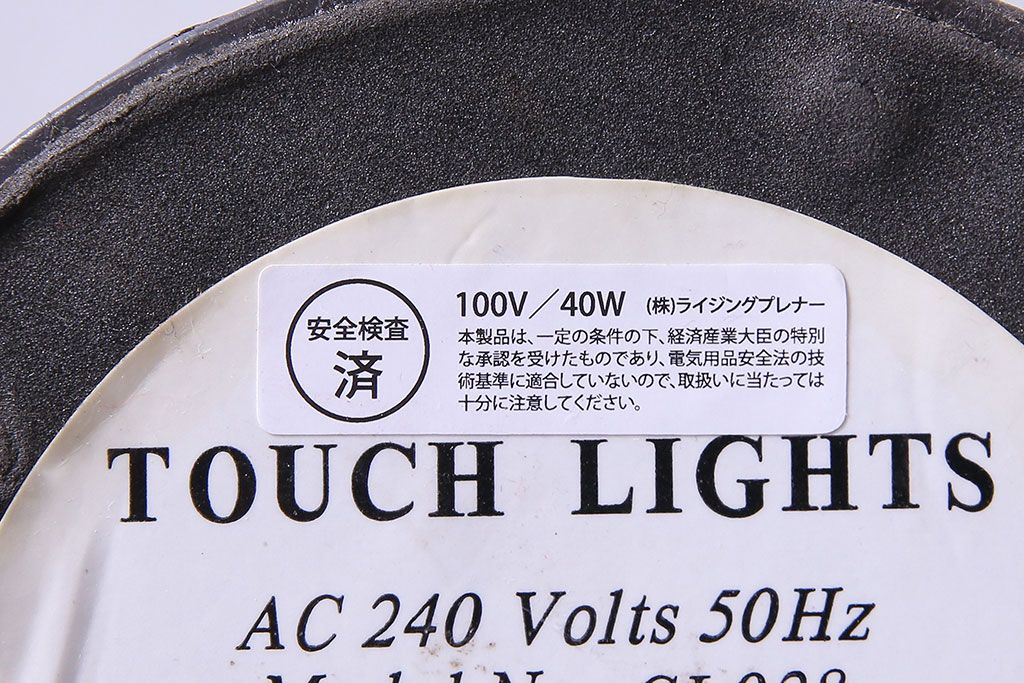 安全検査
済
100V／40W (株)ライジングプレナー
本製品は、一定の条件の下、経済産業大臣の特別
な承認を受けたものであり、電気用品安全法の技
術基準に適合していないので、取扱いに当たっては
十分に注意してください。
TOUCH LIGHTS
AC 240 Volts 50Hz